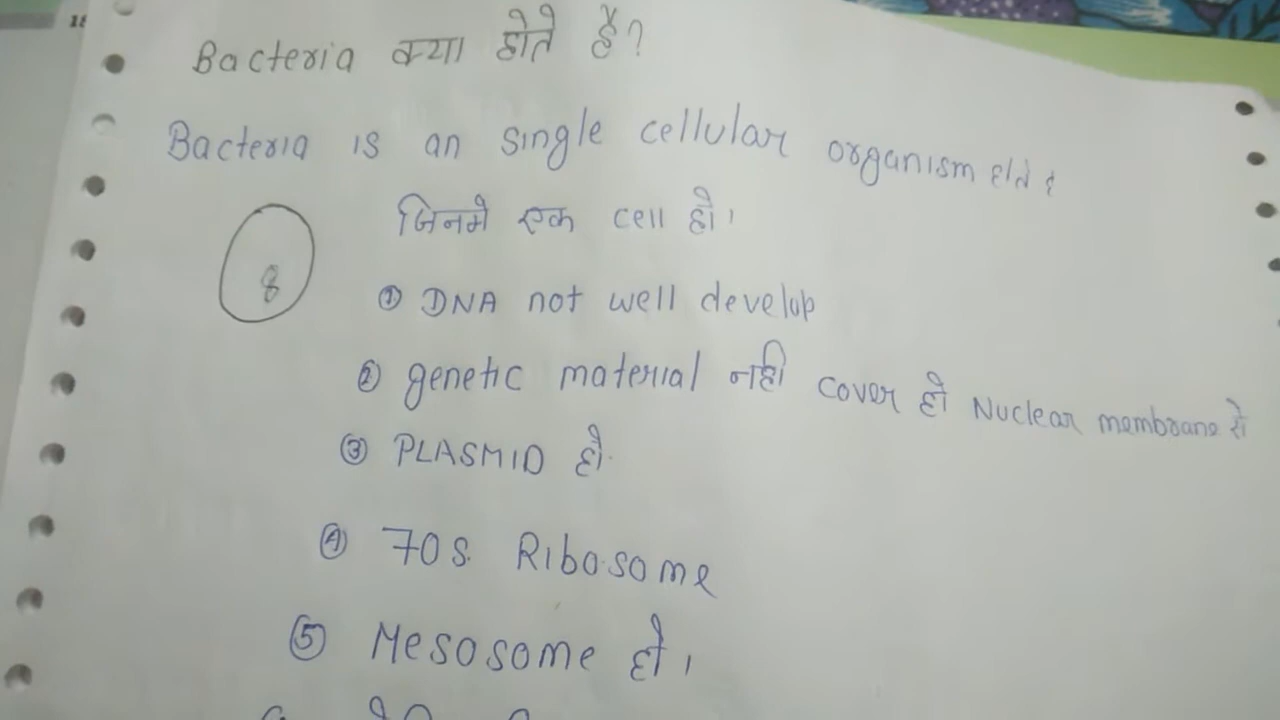 Bacteria क्या होते है?
Bacteria is an single cellular organism होते है
जिनमे एक cell हो।
8
① DNA not well develop
② genetic material नही cover हो Nuclear membrane से
③ PLASMID हो.
④ 70s Ribosome
⑤ Mesosome हो।